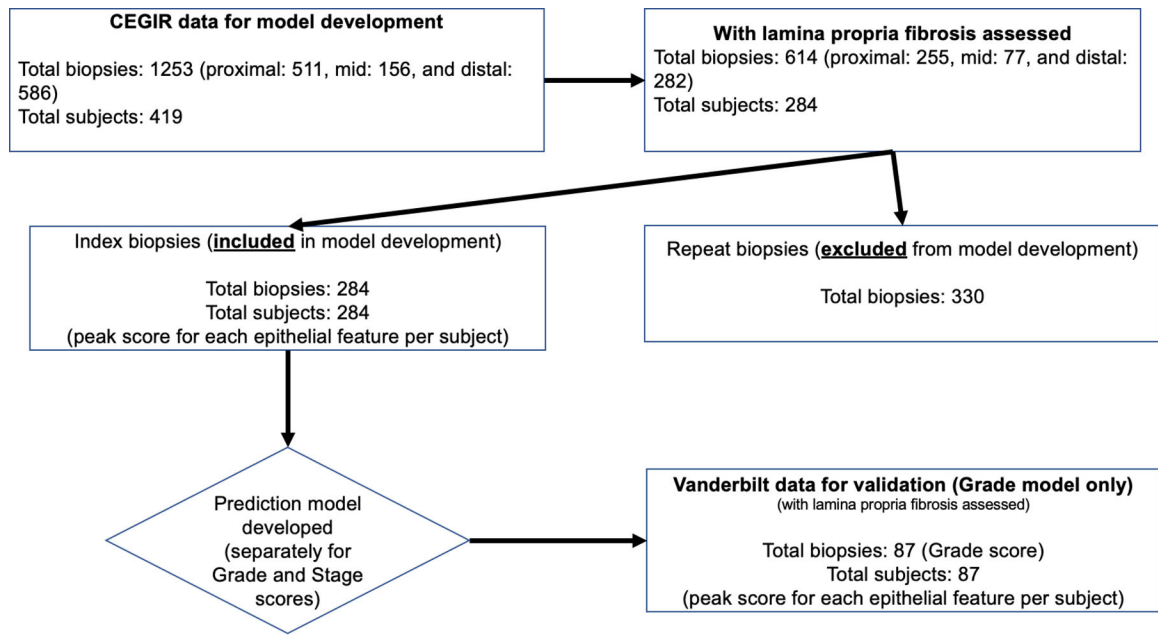 CEGIR data for model development
Total biopsies: 1253 (proximal: 511, mid: 156, and distal:
586)
Total subjects: 419
With lamina propria fibrosis assessed
Total biopsies: 614 (proximal: 255, mid: 77, and distal:
282)
Total subjects: 284
Index biopsies (included in model development)
Total biopsies: 284
Total subjects: 284
(peak score for each epithelial feature per subject)
Repeat biopsies (excluded from model development)
Total biopsies: 330
Prediction model
developed
(separately for
Grade and Stage
scores)
Vanderbilt data for validation (Grade model only)
(with lamina propria fibrosis assessed)
Total biopsies: 87 (Grade score)
Total subjects: 87
(peak score for each epithelial feature per subject)